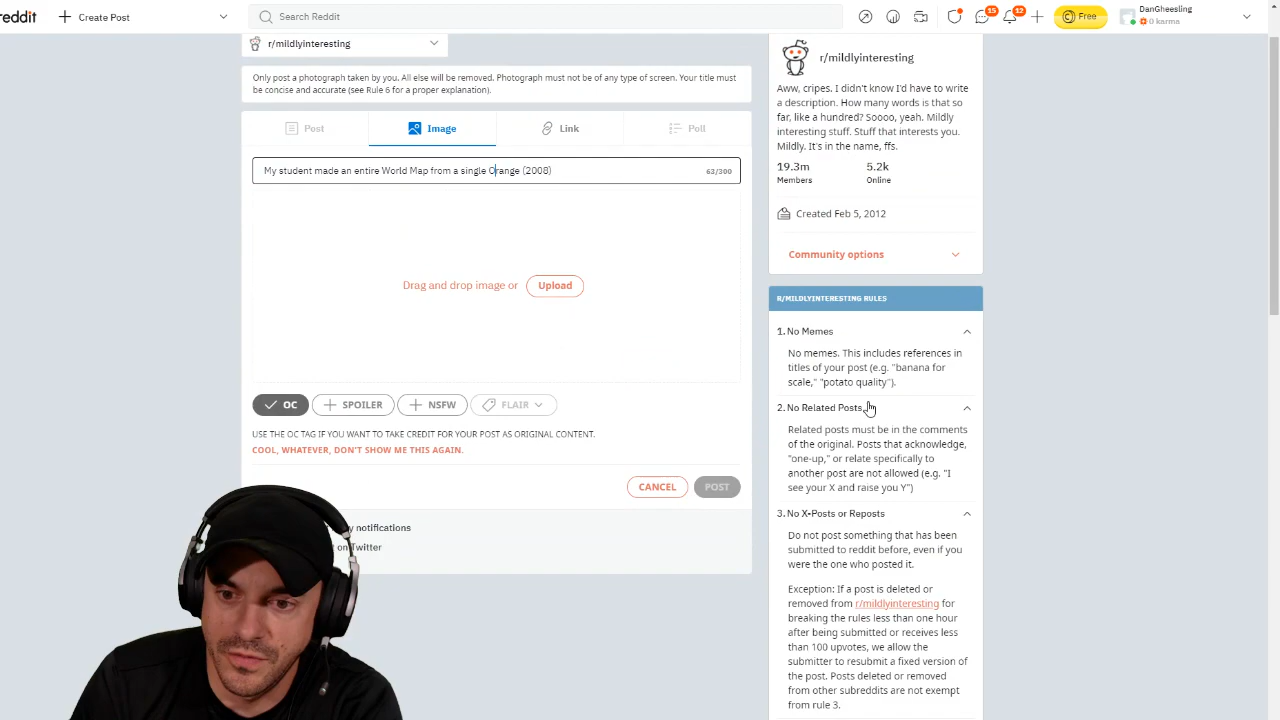 reddit
Create Post
Search Reddit
15
12
Free
DanGheesling
0 karma
r/mildlyinteresting
Only post a photograph taken by you. All else will be removed. Photograph must not be of any type of screen. Your title must
be concise and accurate (see Rule 6 for a proper explanation).
Post
Image
Link
Poll
My student made an entire World Map from a single Orange (2008)
63/300
Drag and drop image or
Upload
OC
SPOILER
NSFW
FLAIR
USE THE OC TAG IF YOU WANT TO TAKE CREDIT FOR YOUR POST AS ORIGINAL CONTENT.
COOL, WHATEVER, DON'T SHOW ME THIS AGAIN.
CANCEL
POST
notifications
on Twitter
r/mildlyinteresting
Aww, cripes. I didn't know I'd have to write
a description. How many words is that so
far, like a hundred? Soooo, yeah. Mildly
interesting stuff. Stuff that interests you.
Mildly. It's in the name, ffs.
19.3m
5.2k
Members
Online
Created Feb 5, 2012
Community options
R/MILDLYINTERESTING RULES
1. No Memes
No memes. This includes references in
titles of your post (e.g. "banana for
scale," "potato quality").
2. No Related Posts
Related posts must be in the comments
of the original. Posts that acknowledge,
"one-up," or relate specifically to
another post are not allowed (e.g. "I
see your X and raise you Y")
3. No X-Posts or Reposts
Do not post something that has been
submitted to reddit before, even if you
were the one who posted it.
Exception: If a post is deleted or
removed from r/mildlyinteresting for
breaking the rules less than one hour
after being submitted or receives less
than 100 upvotes, we allow the
submitter to resubmit a fixed version of
the post. Posts deleted or removed
from other subreddits are not exempt
from rule 3.